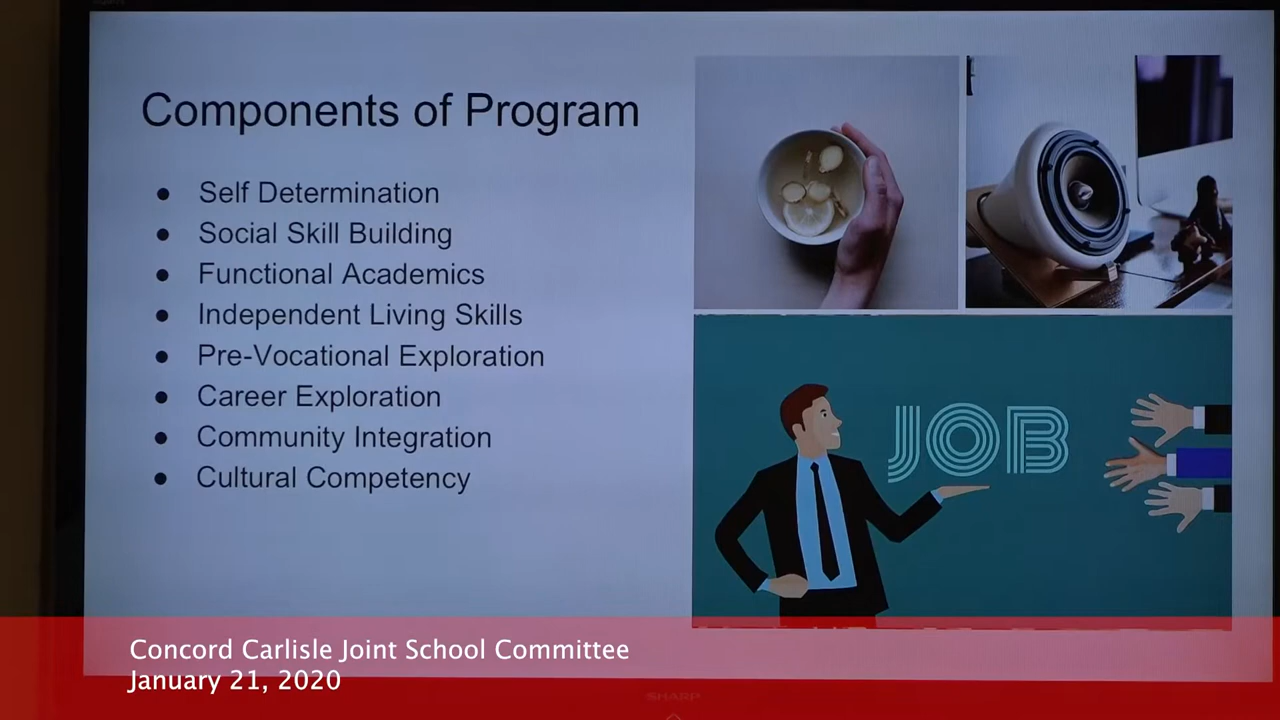 Components of Program
● Self Determination
● Social Skill Building
● Functional Academics
● Independent Living Skills
● Pre-Vocational Exploration
● Career Exploration
● Community Integration
● Cultural Competency
JOB
Concord Carlisle Joint School Committee
January 21, 2020
SHARP